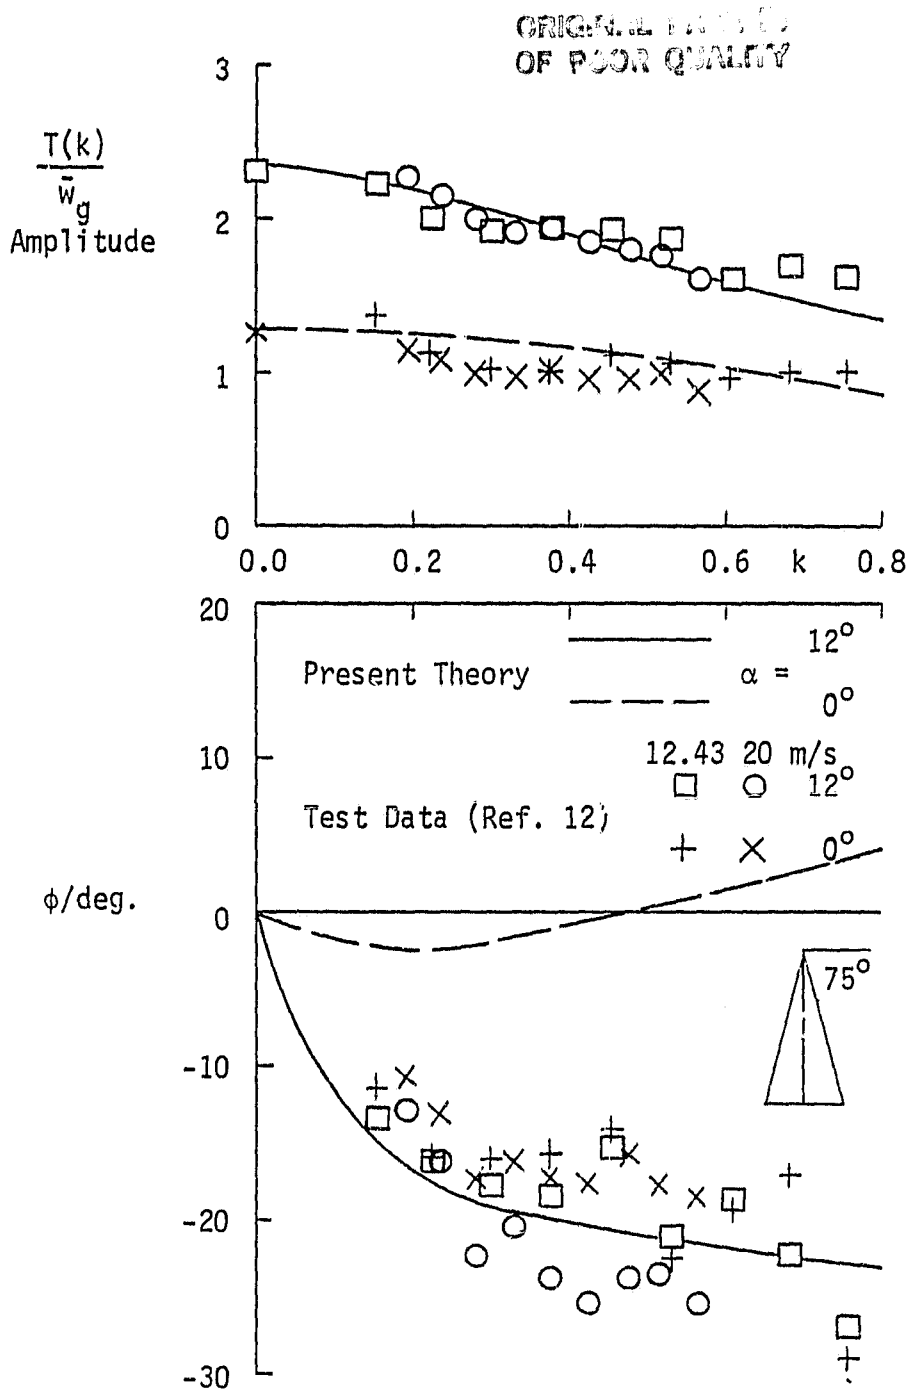 OF POOR QUALITY
3
T(k)
w̄g
Amplitude
2
1
0
0.0 0.2 0.4 0.6 k 0.8
20
12°
Present Theory α =
0°
10
12.43 20 m/s
12°
Test Data (Ref. 12)
0°
φ/deg.
0
75°
-10
-20
-30